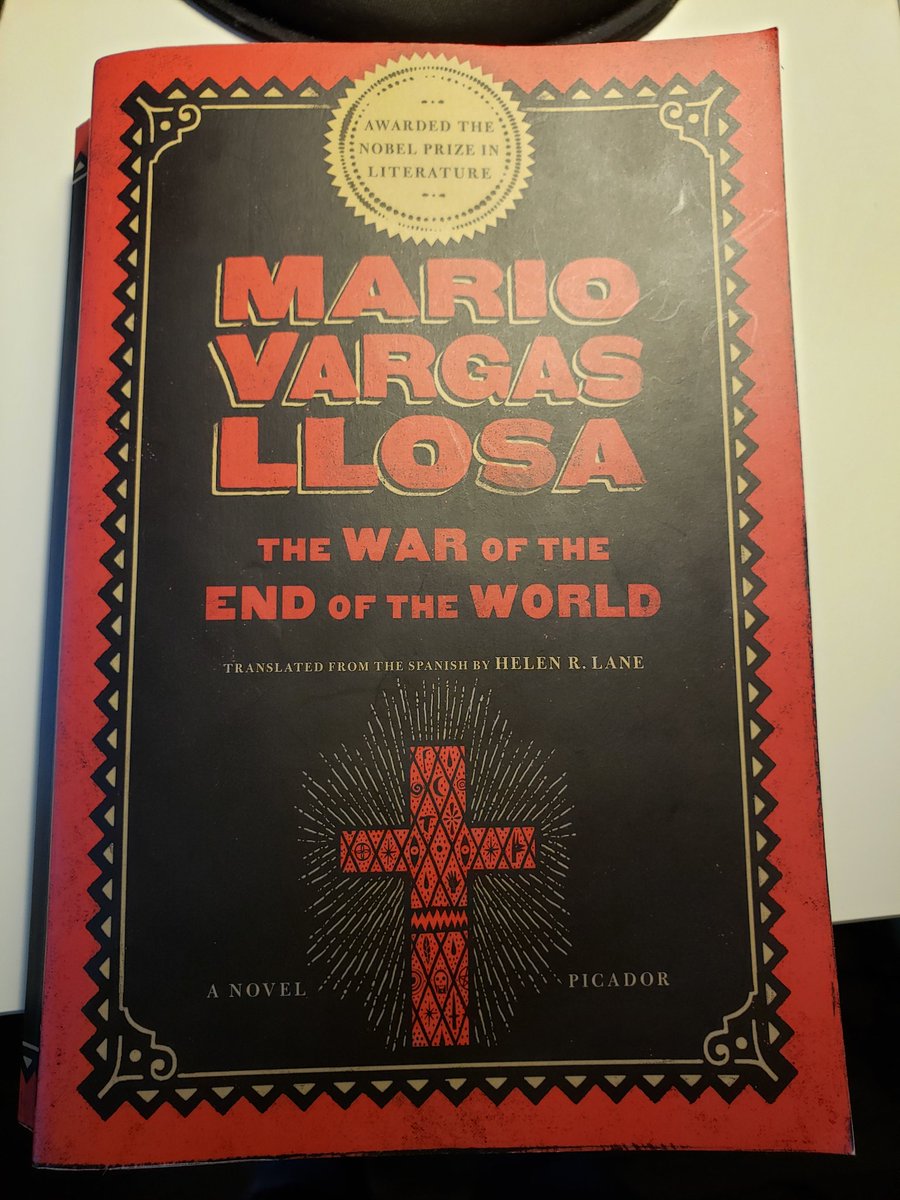 AWARDED THE
NOBEL PRIZE IN
LITERATURE
MARIO
VARGAS
LLOSA
THE WAR OF THE
END OF THE WORLD
TRANSLATED FROM THE SPANISH BY HELEN R. LANE
A NOVEL
PICADOR